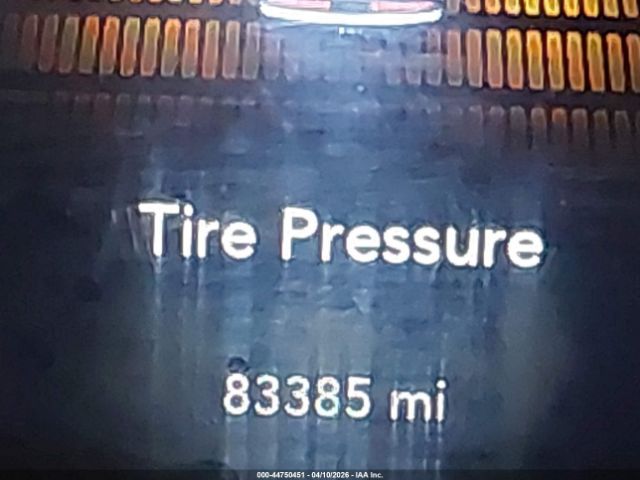 Tire Pressure
83385 mi
000-44750451 - 04/10/2026 - IAA Inc.